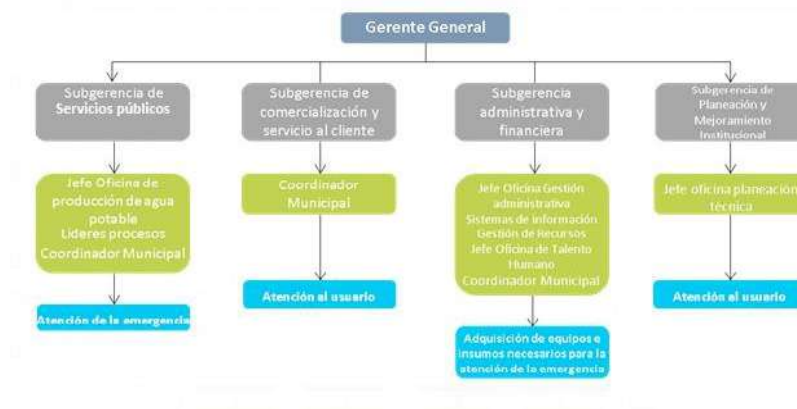 Gerente General
Subgerencia de
Servicios públicos
Subgerencia de
comercialización y
servicio al cliente
Subgerencia
administrativa y
financiera
Subgerencia de
Planeación y
Mejoramiento
Institucional
Jefe Oficina de
producción de agua
potable
Lideres procesos
Coordinador Municipal
Coordinador
Municipal
Jefe Oficina Gestión
administrativa
Sistemas de información
Gestión de Recursos
Jefe Oficina de Talento
Humano
Coordinador Municipal
Jefe oficina planeación
técnica
Atención de la emergencia
Atención al usuario
Adquisición de equipos e
insumos necesarios para la
atención de la emergencia
Atención al usuario